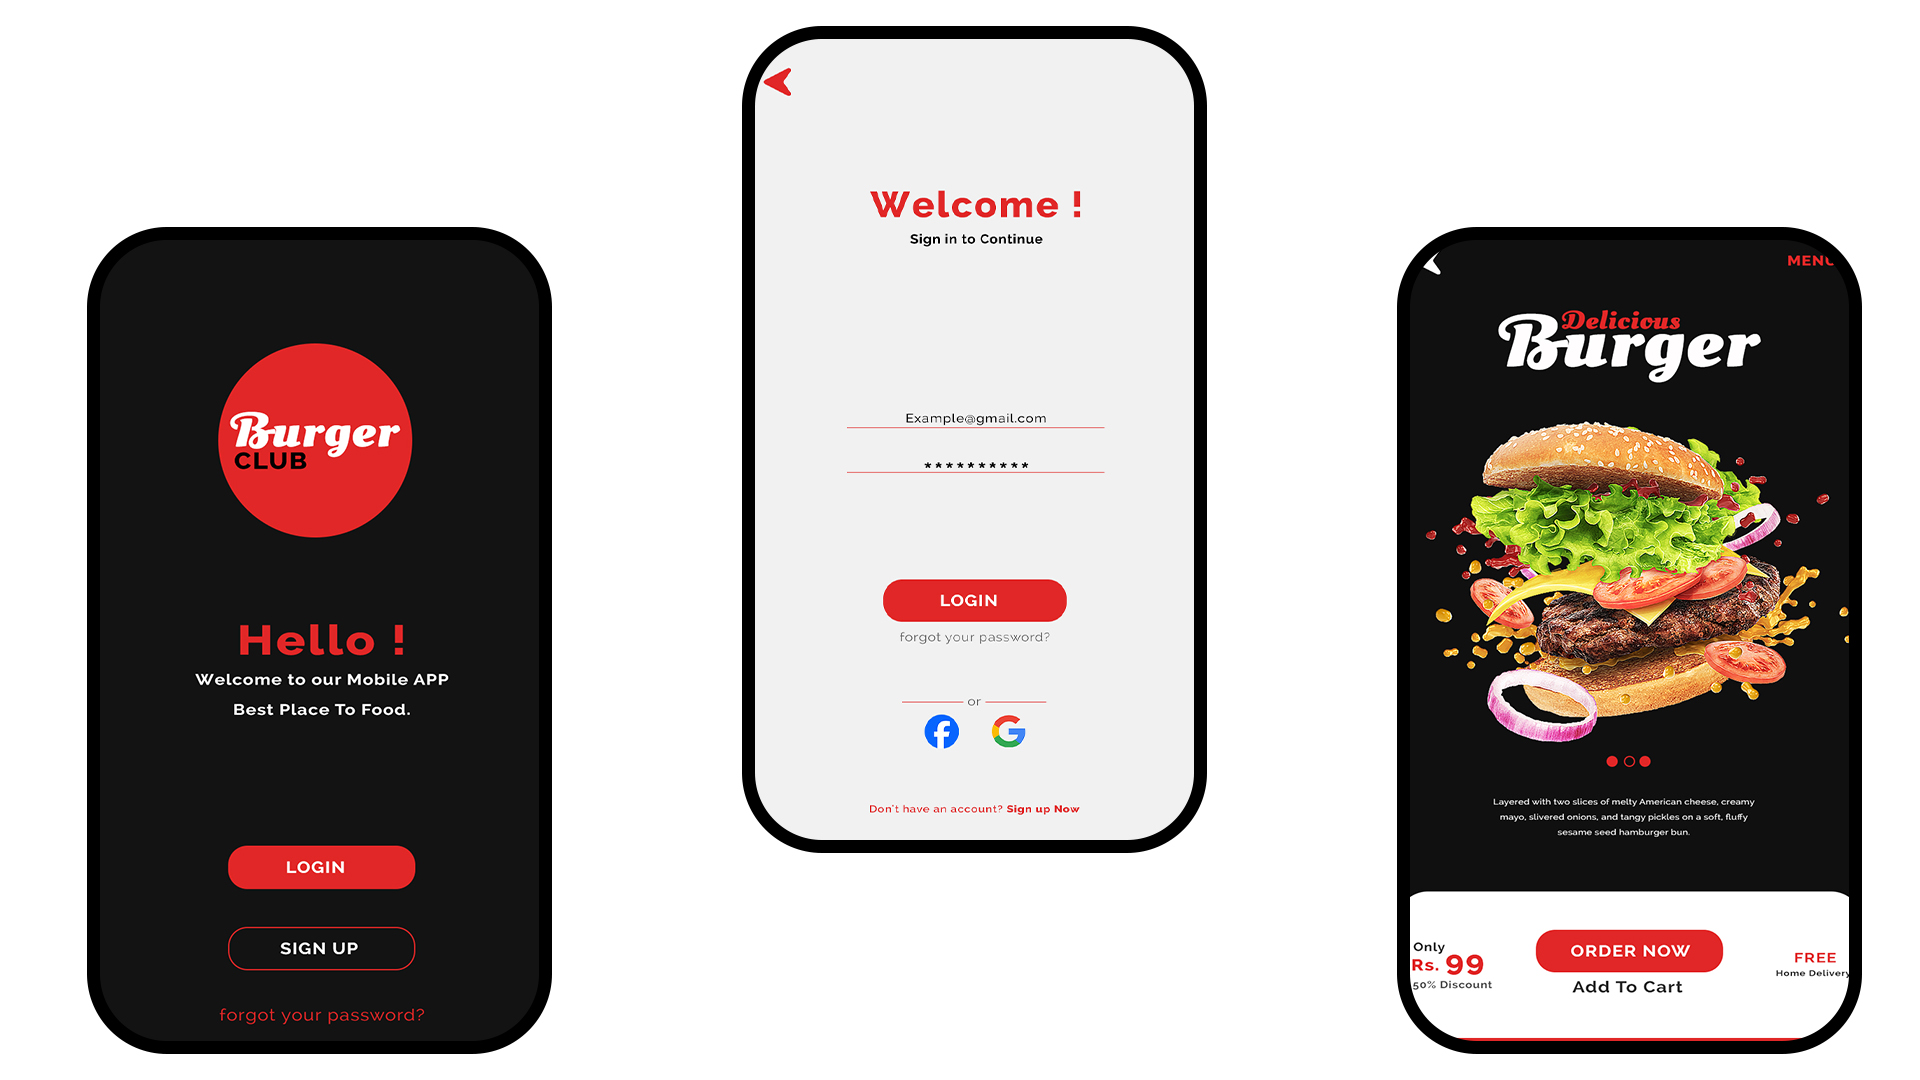 Burger
CLUB
Hello !
Welcome to our Mobile APP
Best Place To Food.
LOGIN
SIGN UP
forgot your password?
Welcome !
Sign in to Continue
Example@gmail.com
**********
LOGIN
forgot your password?
or
Don't have an account? Sign up Now
MENU
Delicious
Burger
Layered with two slices of melty American cheese, creamy
mayo, slivered onions, and tangy pickles on a soft, fluffy
sesame seed hamburger bun.
Only
Rs. 99
50% Discount
ORDER NOW
Add To Cart
FREE
Home Delivery